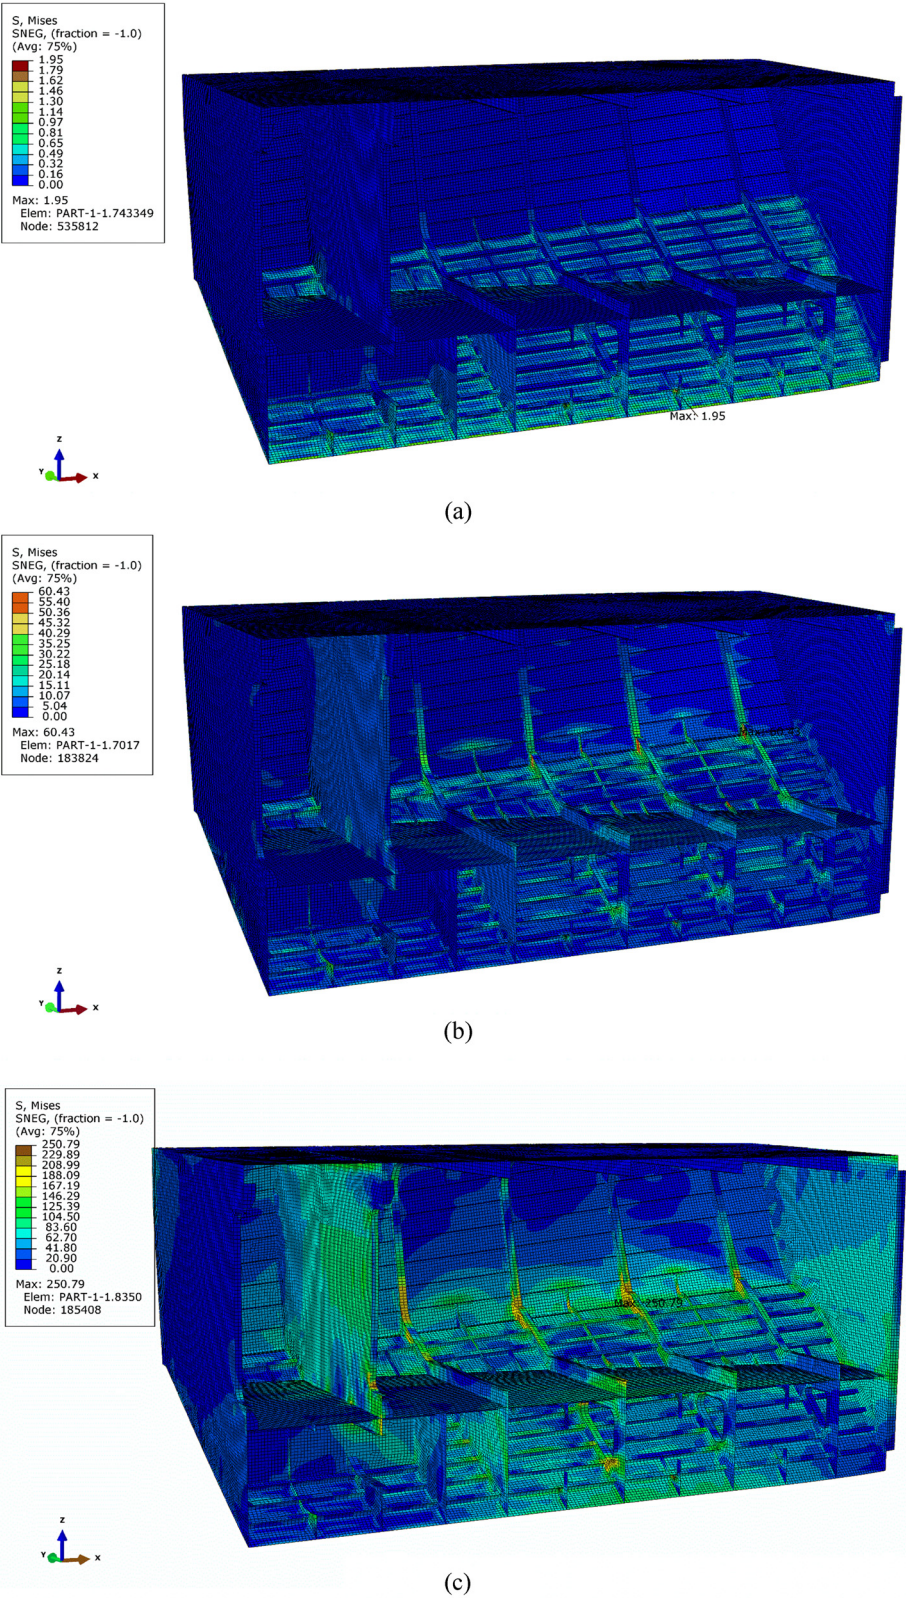 S, Mises
SNEG, (fraction = -1.0)
(Avg: 75%)
1.95
1.79
1.62
1.46
1.30
1.14
0.97
0.81
0.65
0.49
0.32
0.16
0.00
Max: 1.95
Elem: PART-1-1.743349
Node: 535812
Max: 1.95
Z
Y
X
(a)
S, Mises
SNEG, (fraction = -1.0)
(Avg: 75%)
60.43
55.40
50.36
45.32
40.29
35.25
30.22
25.18
20.14
15.11
10.07
5.04
0.00
Max: 60.43
Elem: PART-1-1.7017
Node: 183824
Max: 60.43
Z
Y
X
(b)
S, Mises
SNEG, (fraction = -1.0)
(Avg: 75%)
250.79
229.89
208.99
188.09
167.19
146.29
125.39
104.50
83.60
62.70
41.80
20.90
0.00
Max: 250.79
Elem: PART-1-1.8350
Node: 185408
Max: 250.79
Z
Y
X
(c)